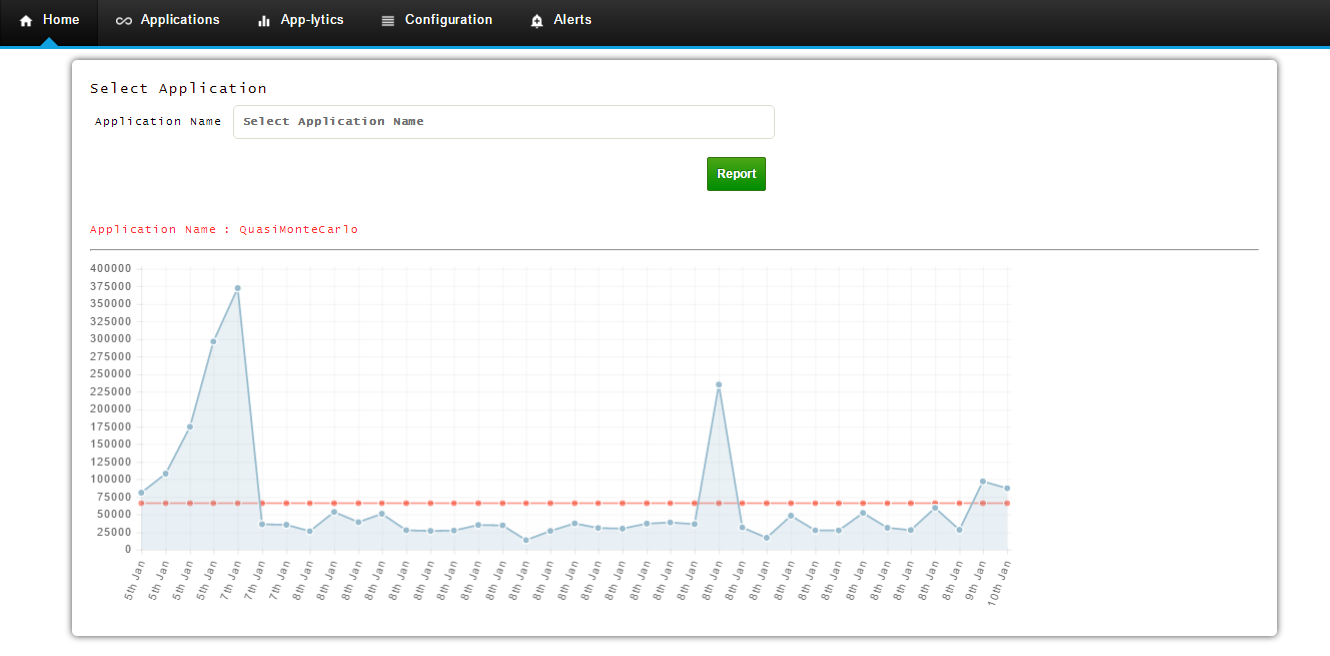 Home Applications App-lytics Configuration Alerts
Select Application
Application Name Select Application Name
Report
Application Name : QuasiMonteCarlo
400000
375000
350000
325000
300000
275000
250000
225000
200000
175000
150000
125000
100000
75000
50000
25000
0
5th Jan 5th Jan 5th Jan 5th Jan 7th Jan 7th Jan 7th Jan 8th Jan 8th Jan 8th Jan 8th Jan 8th Jan 8th Jan 8th Jan 8th Jan 8th Jan 8th Jan 8th Jan 8th Jan 8th Jan 8th Jan 8th Jan 8th Jan 8th Jan 8th Jan 8th Jan 8th Jan 8th Jan 8th Jan 8th Jan 8th Jan 8th Jan 8th Jan 8th Jan 8th Jan 9th Jan 10th Jan